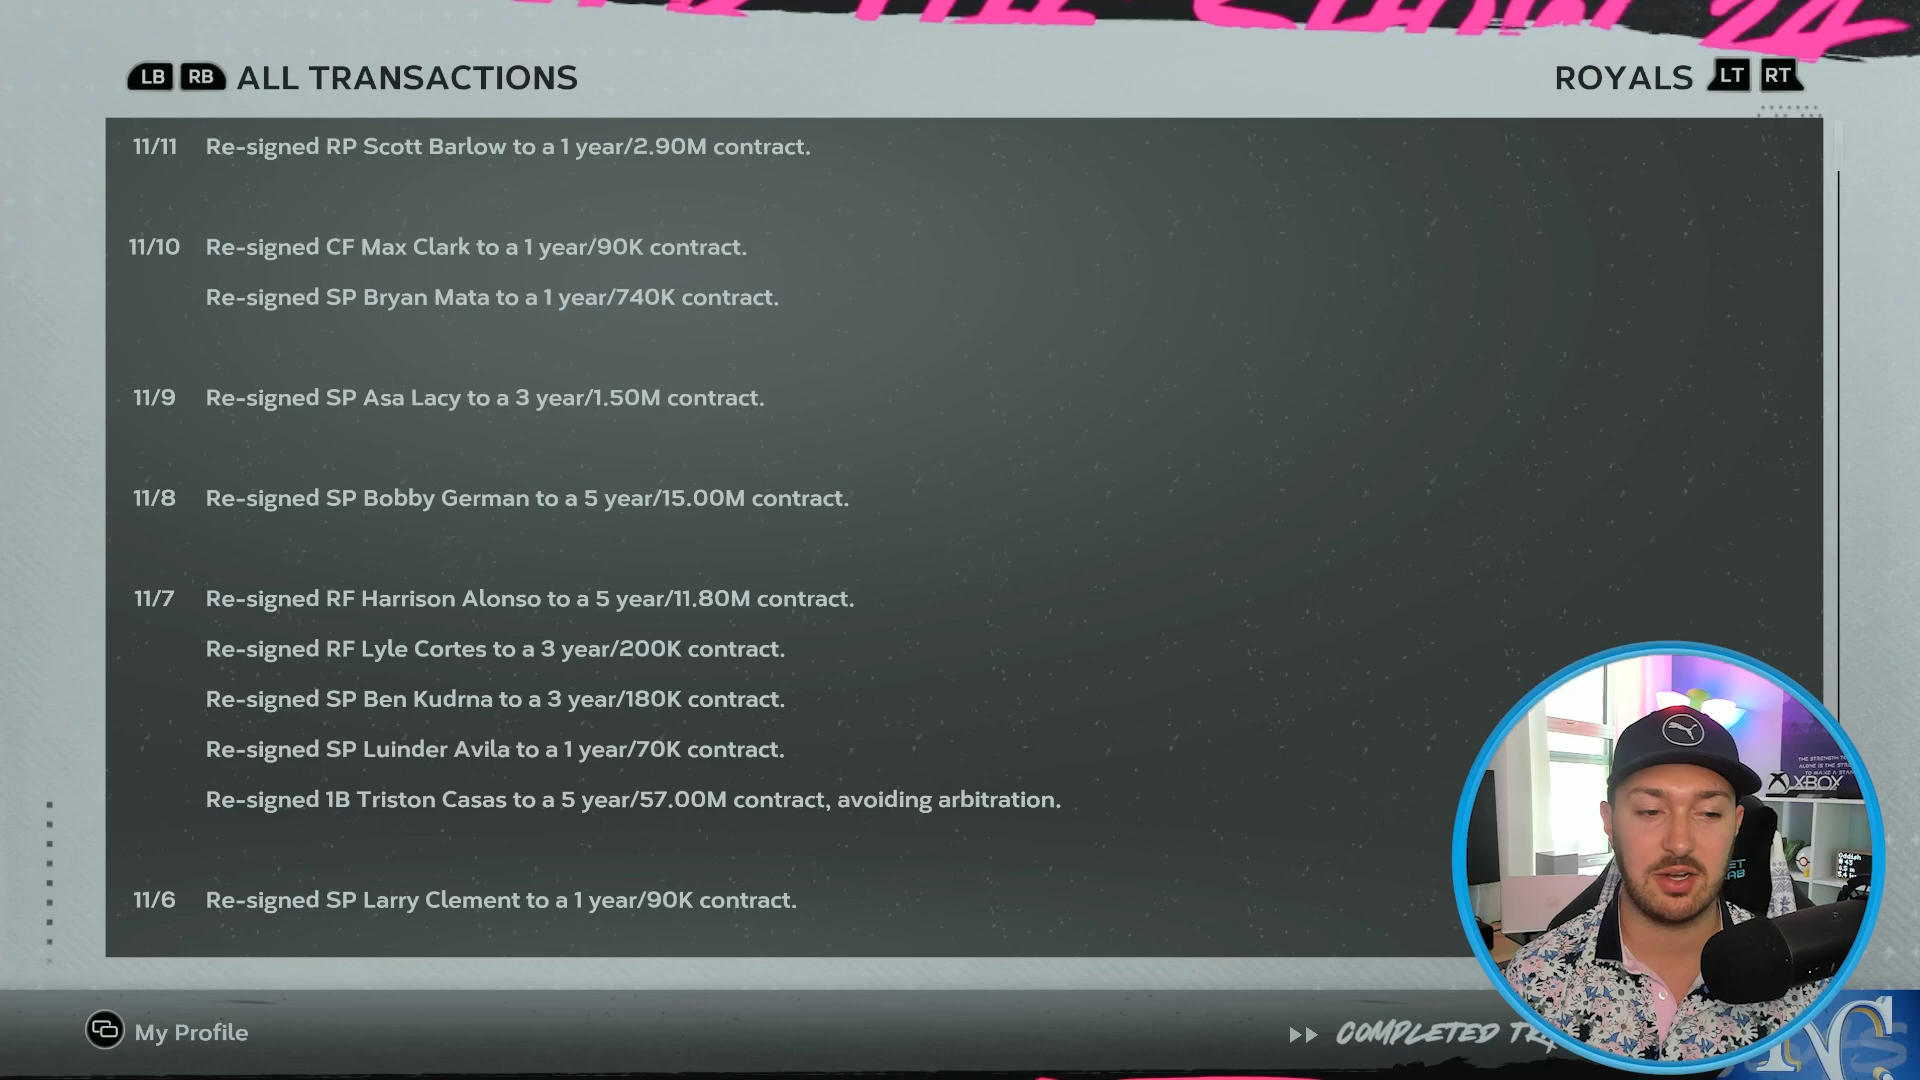 THE SHOW 24
LB RB ALL TRANSACTIONS
ROYALS LT RT
11/11 Re-signed RP Scott Barlow to a 1 year/2.90M contract.
11/10 Re-signed CF Max Clark to a 1 year/90K contract.
Re-signed SP Bryan Mata to a 1 year/740K contract.
11/9 Re-signed SP Asa Lacy to a 3 year/1.50M contract.
11/8 Re-signed SP Bobby German to a 5 year/15.00M contract.
11/7 Re-signed RF Harrison Alonso to a 5 year/11.80M contract.
Re-signed RF Lyle Cortes to a 3 year/200K contract.
Re-signed SP Ben Kudrna to a 3 year/180K contract.
Re-signed SP Luinder Avila to a 1 year/70K contract.
Re-signed 1B Triston Casas to a 5 year/57.00M contract, avoiding arbitration.
11/6 Re-signed SP Larry Clement to a 1 year/90K contract.
THE STRENGTH TO
XBOX
Oddish
My Profile
COMPLETED